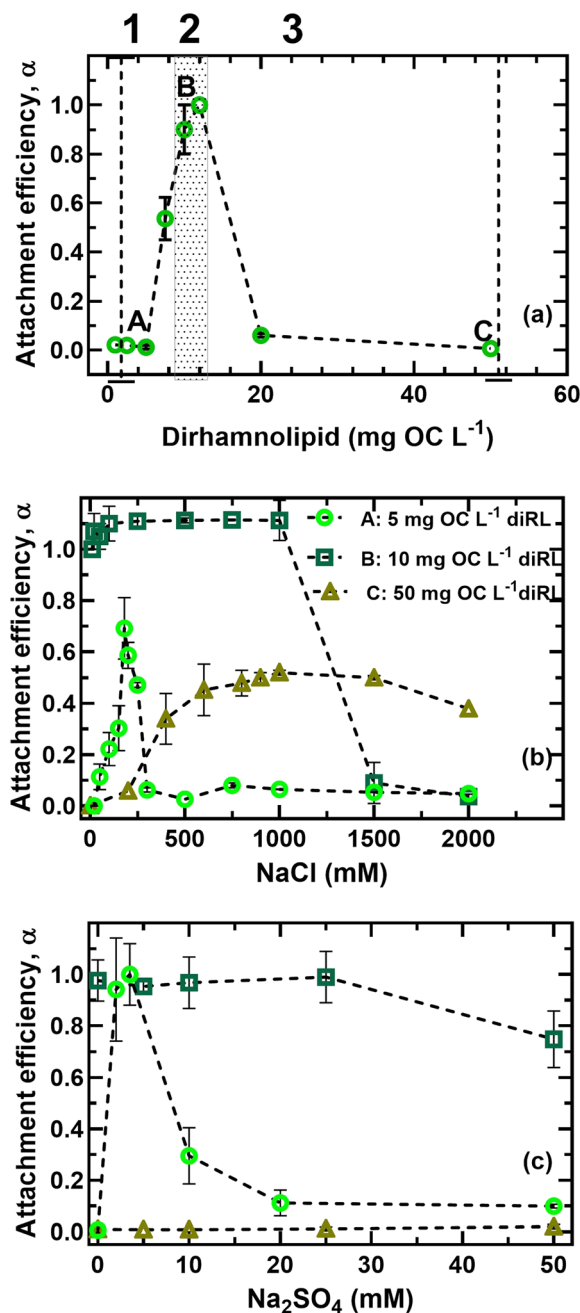 1 2 3
Attachment efficiency, α
1.0
0.8
0.6
0.4
0.2
0.0
A
B
C
(a)
0 20 40 60
Dirhamnolipid (mg OC L⁻¹)
Attachment efficiency, α
1.0
0.8
0.6
0.4
0.2
0.0
A: 5 mg OC L⁻¹ diRL
B: 10 mg OC L⁻¹ diRL
C: 50 mg OC L⁻¹diRL
(b)
0 500 1000 1500 2000
NaCl (mM)
Attachment efficiency, α
1.0
0.8
0.6
0.4
0.2
0.0
(c)
0 10 20 30 40 50
Na₂SO₄ (mM)